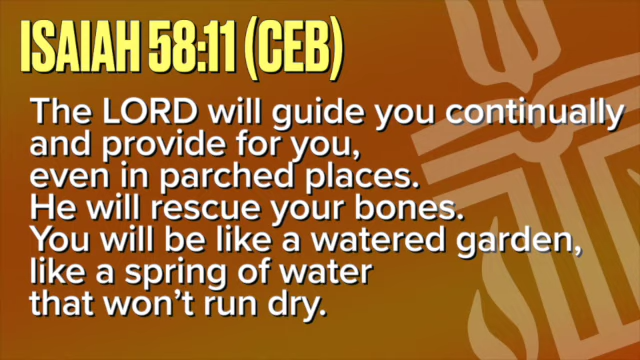 ISAIAH 58:11 (CEB)
The LORD will guide you continually
and provide for you,
even in parched places.
He will rescue your bones.
You will be like a watered garden,
like a spring of water
that won’t run dry.